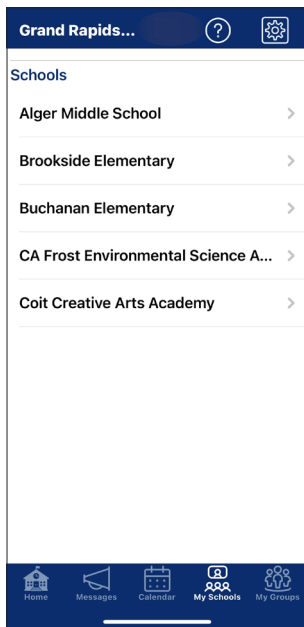 Grand Rapids... ?
Schools
Alger Middle School
Brookside Elementary
Buchanan Elementary
CA Frost Environmental Science A...
Coit Creative Arts Academy
Home Messages Calendar My Schools My Groups